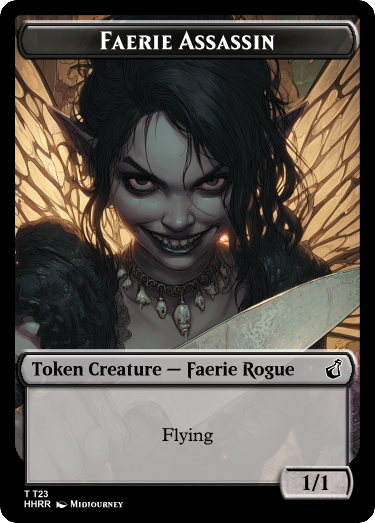 Faerie Assassin
Token Creature — Faerie Rogue
Flying
1/1
T T23
HHRR Midjourney